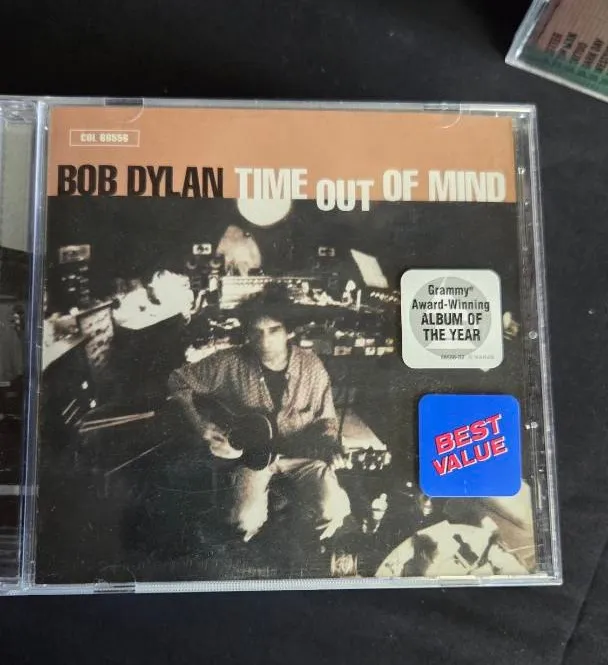 COL 68556
BOB DYLAN TIME OUT OF MIND
Grammy®
Award-Winning
ALBUM OF
THE YEAR
BEST
VALUE